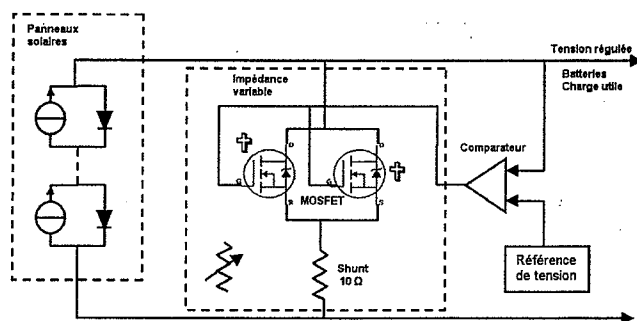 Panneaux
solaires
Tension régulée
Batteries
Charge utile
Impédance
variable
Comparateur
D
D
G
G
S
MOSFET
S
Shunt
10 Ω
Référence
de tension